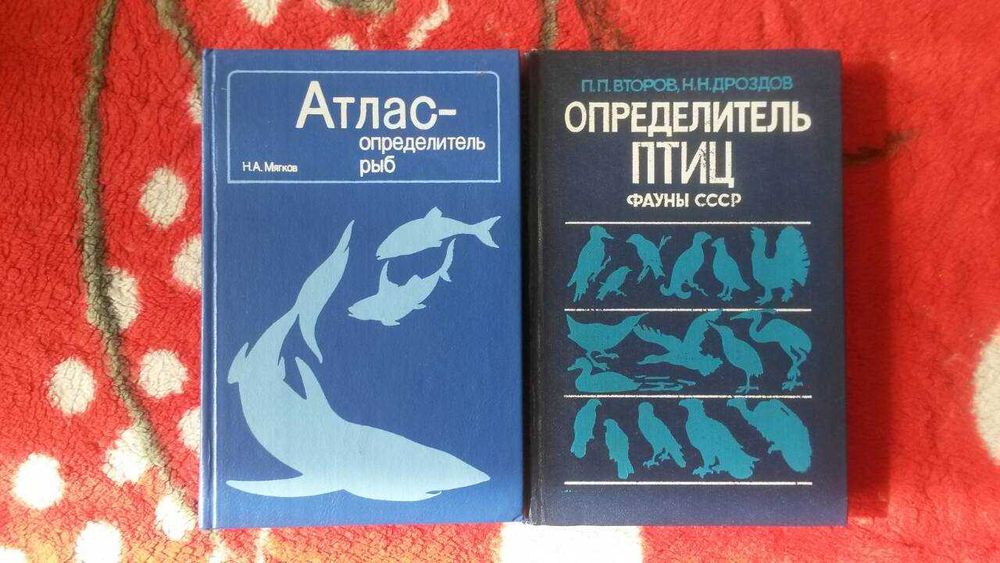 Атлас-
определитель
Н.А. Мягков
рыб
П.П. ВТОРОВ, Н.Н. ДРОЗДОВ
ОПРЕДЕЛИТЕЛЬ
ПТИЦ
ФАУНЫ СССР